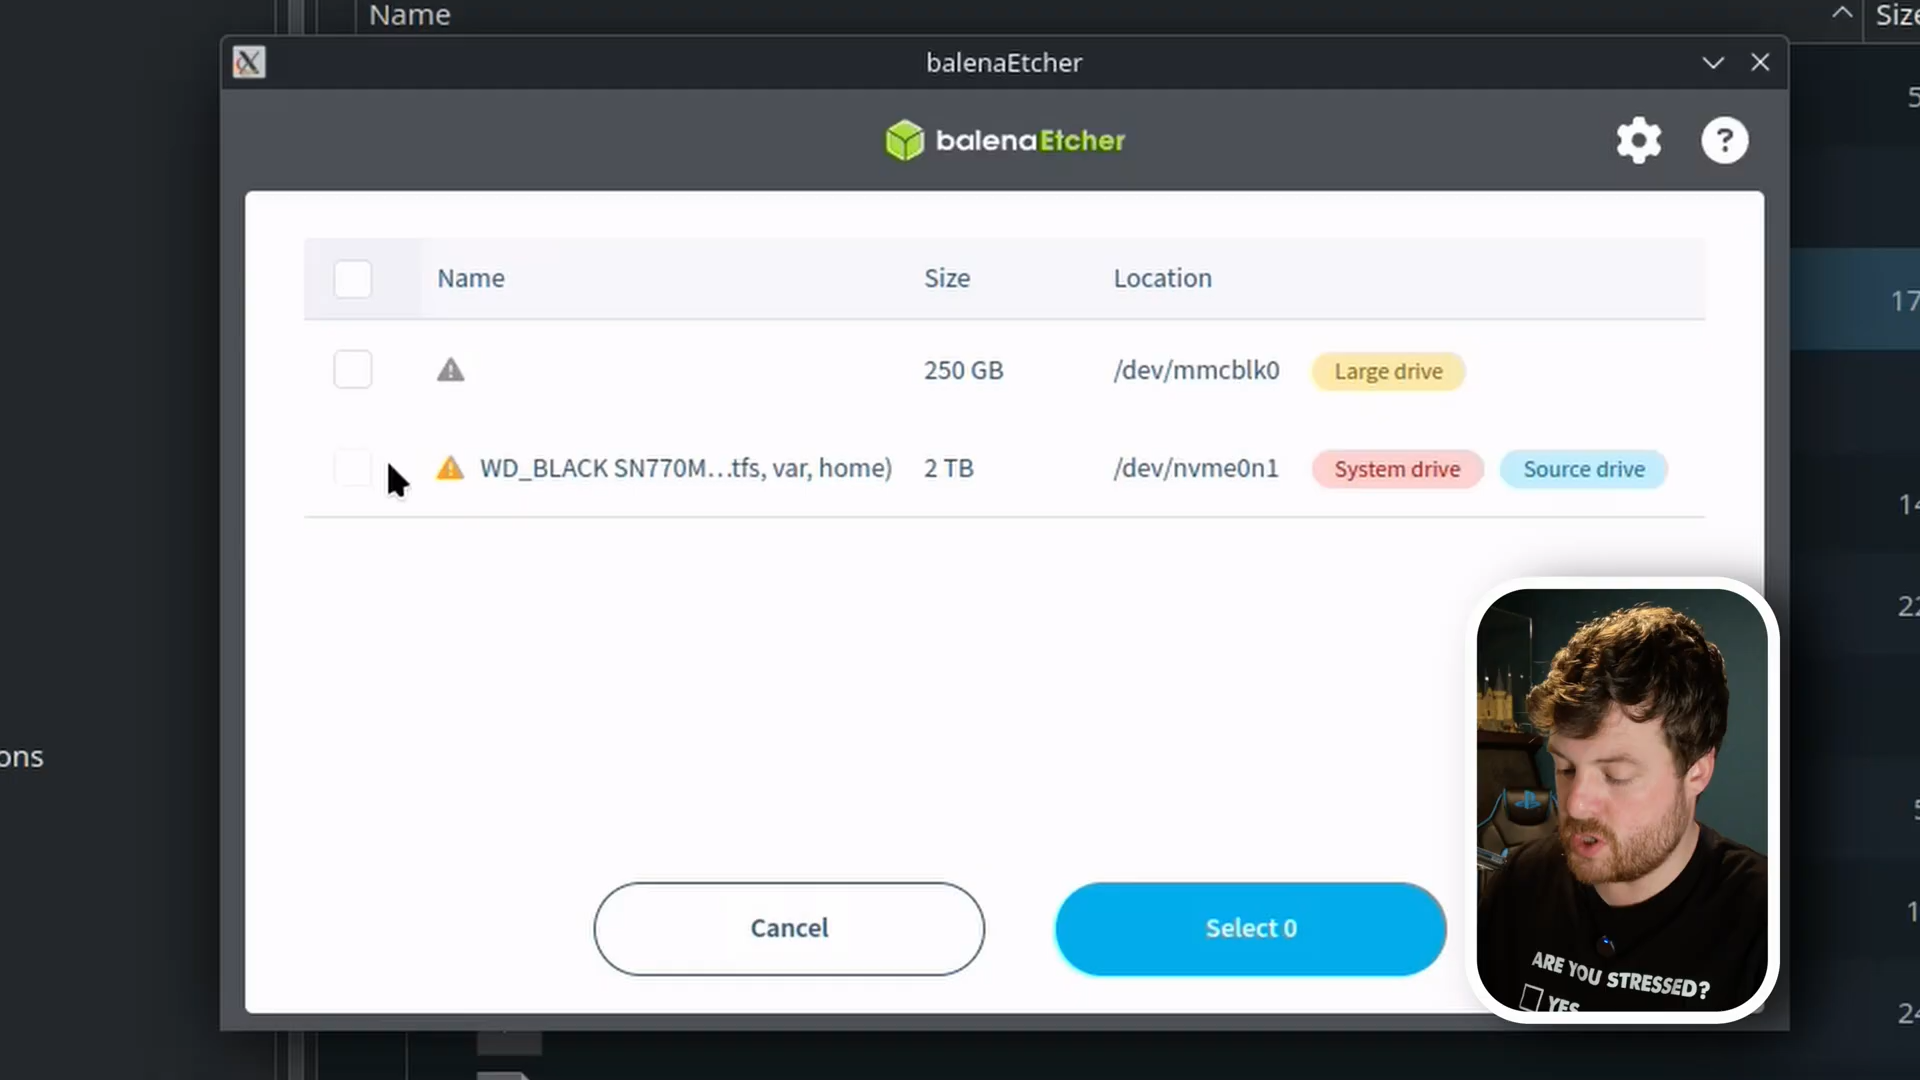 Name
Size
balenaEtcher
balenaEtcher
?
Name Size Location
250 GB /dev/mmcblk0 Large drive
WD_BLACK SN770M...tfs, var, home) 2 TB /dev/nvme0n1 System drive Source drive
ons
Cancel
Select 0
ARE YOU STRESSED?
YES